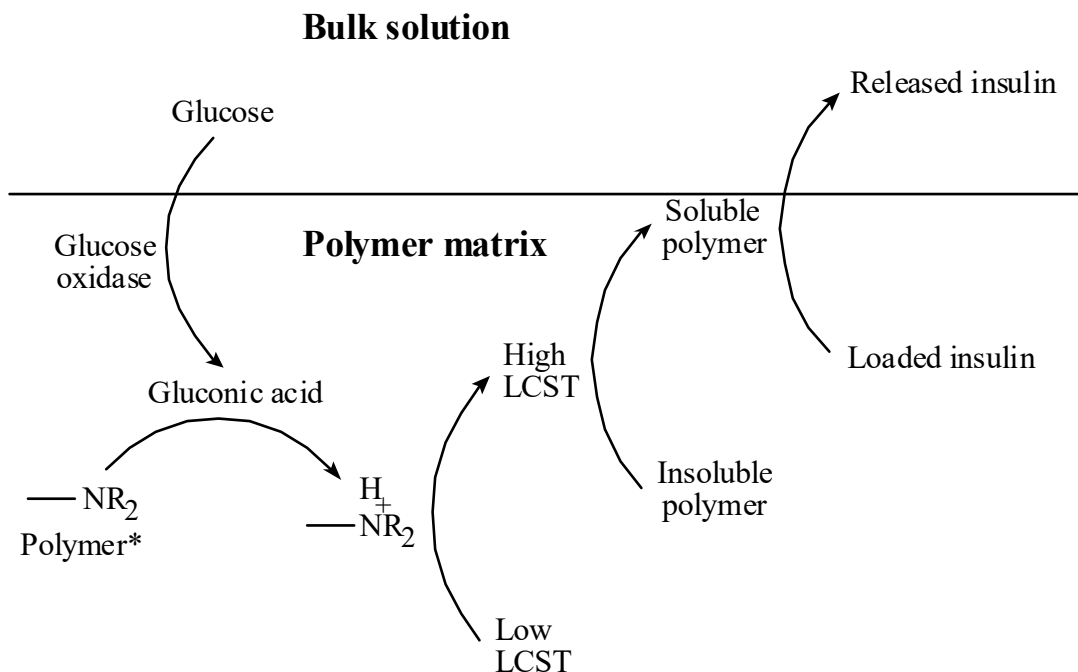 Bulk solution
Released insulin
Glucose
Soluble
polymer
Glucose
oxidase
Polymer matrix
High
LCST
Loaded insulin
Gluconic acid
Insoluble
polymer
H
+
NR2
NR2
Polymer*
Low
LCST